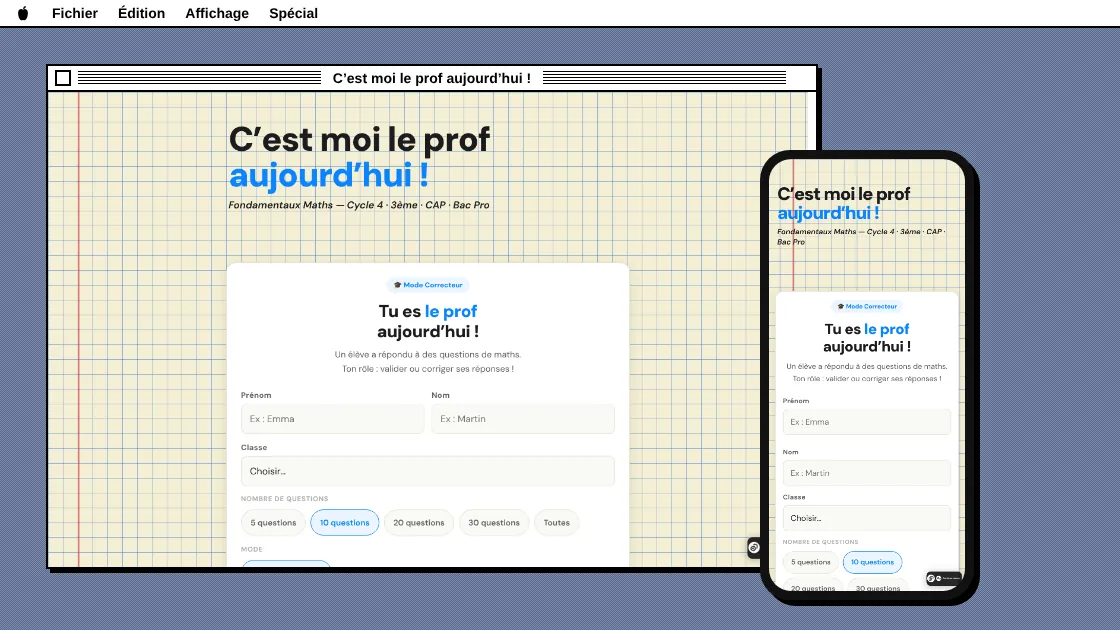 Fichier Édition Affichage Spécial
C’est moi le prof aujourd’hui !
C’est moi le prof
aujourd’hui !
Fondamentaux Maths — Cycle 4 · 3ème · CAP · Bac Pro
🎓 Mode Correcteur
Tu es le prof
aujourd’hui !
Un élève a répondu à des questions de maths.
Ton rôle : valider ou corriger ses réponses !
Prénom Nom
Ex : Emma Ex : Martin
Classe
Choisir...
NOMBRE DE QUESTIONS
5 questions 10 questions 20 questions 30 questions Toutes
MODE
C’est moi le prof
aujourd’hui !
Fondamentaux Maths — Cycle 4 · 3ème · CAP ·
Bac Pro
🎓 Mode Correcteur
Tu es le prof
aujourd’hui !
Un élève a répondu à des questions de maths.
Ton rôle : valider ou corriger ses réponses !
Prénom
Ex : Emma
Nom
Ex : Martin
Classe
Choisir...
NOMBRE DE QUESTIONS
5 questions 10 questions
20 questions 30 questions